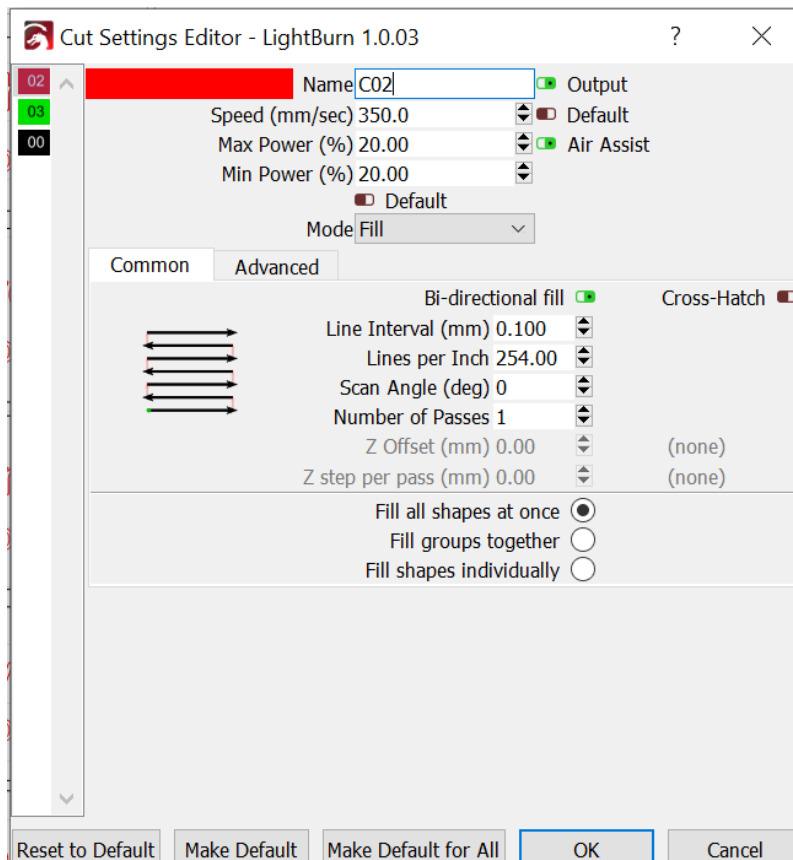 Cut Settings Editor - LightBurn 1.0.03 ?
02 Name C02 Output
03 Speed (mm/sec) 350.0 Default
00 Max Power (%) 20.00 Air Assist
Min Power (%) 20.00
Default
Mode Fill
Common Advanced
Bi-directional fill Cross-Hatch
Line Interval (mm) 0.100
Lines per Inch 254.00
Scan Angle (deg) 0
Number of Passes 1
Z Offset (mm) 0.00 (none)
Z step per pass (mm) 0.00 (none)
Fill all shapes at once
Fill groups together
Fill shapes individually
Reset to Default Make Default Make Default for All OK Cancel